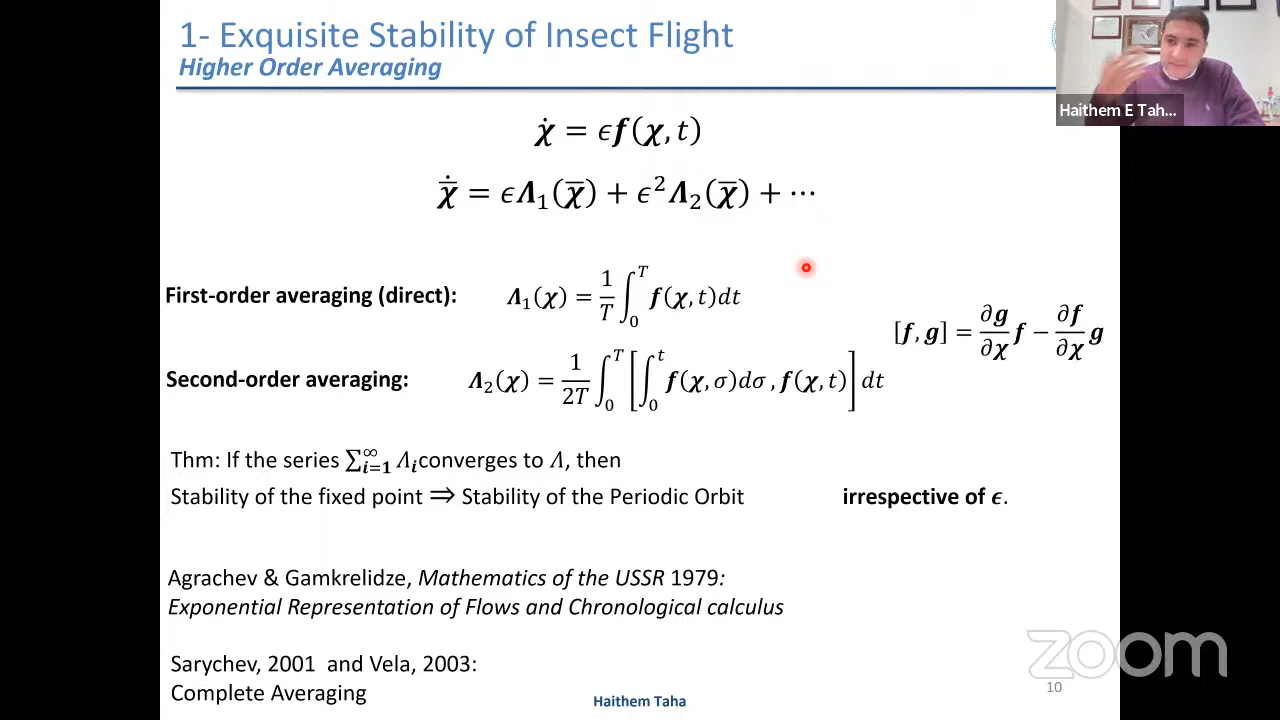 1- Exquisite Stability of Insect Flight
Higher Order Averaging
Haithem E Tah...
χ̇ = ϵf(χ, t)
χ̅̇ = ϵΛ₁(χ̅) + ϵ²Λ₂(χ̅) + ⋯
First-order averaging (direct): Λ₁(χ) = 1/T ∫₀ᵀ f(χ, t)dt
[f, g] = ∂g/∂χ f − ∂f/∂χ g
Second-order averaging: Λ₂(χ) = 1/2T ∫₀ᵀ [∫₀ᵗ f(χ, σ)dσ , f(χ, t)] dt
Thm: If the series ∑ᵢ₌₁^∞ Λᵢ converges to Λ, then
Stability of the fixed point ⇒ Stability of the Periodic Orbit irrespective of ϵ.
Agrachev & Gamkrelidze, Mathematics of the USSR 1979:
Exponential Representation of Flows and Chronological calculus
Sarychev, 2001 and Vela, 2003:
Complete Averaging
zoom
10
Haithem Taha